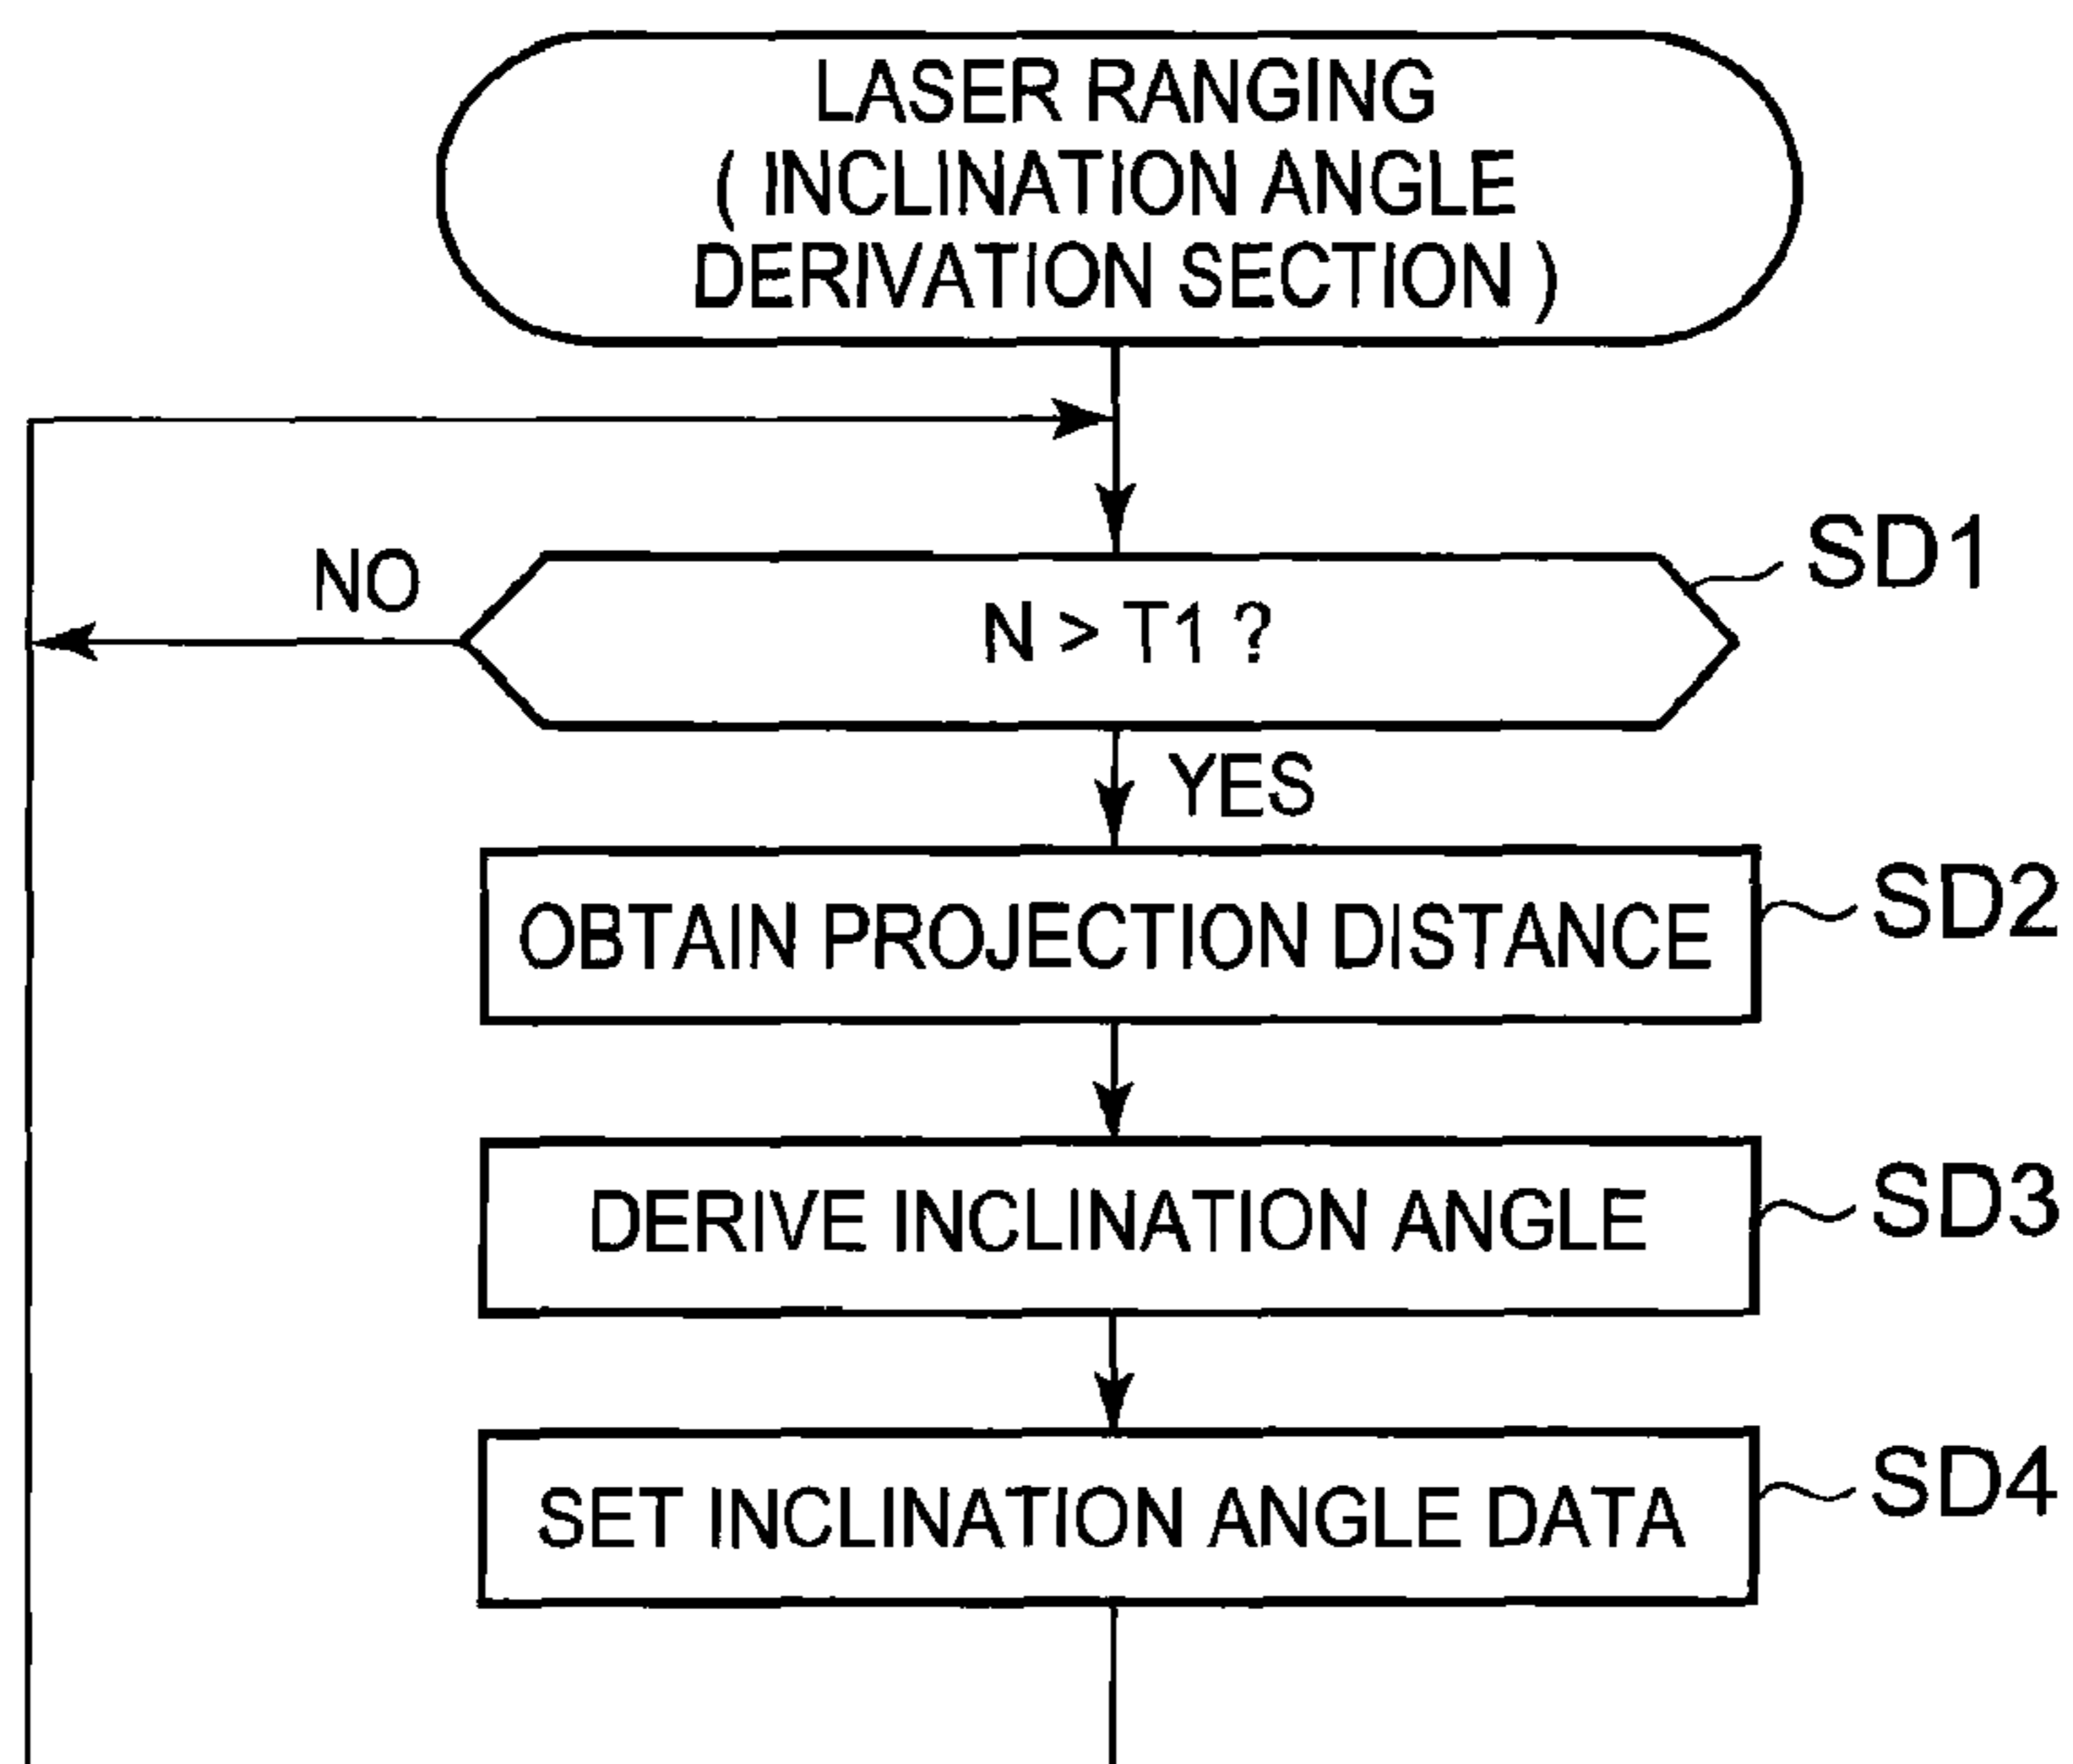 LASER RANGING
( INCLINATION ANGLE
DERIVATION SECTION )
NO
N > T1 ?
SD1
YES
OBTAIN PROJECTION DISTANCE
SD2
DERIVE INCLINATION ANGLE
SD3
SET INCLINATION ANGLE DATA
SD4